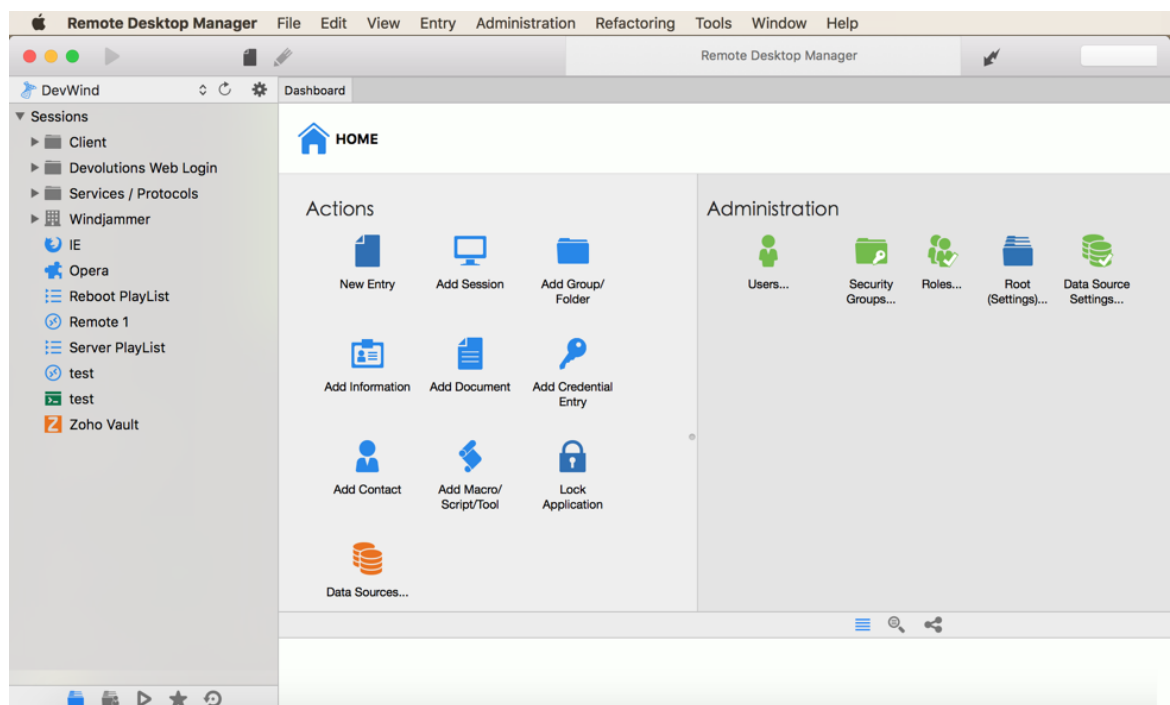 Remote Desktop Manager File Edit View Entry Administration Refactoring Tools Window Help
Remote Desktop Manager
DevWind
Dashboard
Sessions
Client
Devolutions Web Login
Services / Protocols
Windjammer
IE
Opera
Reboot PlayList
Remote 1
Server PlayList
test
test
Zoho Vault
HOME
Actions
New Entry
Add Session
Add Group/
Folder
Add Information
Add Document
Add Credential
Entry
Add Contact
Add Macro/
Script/Tool
Lock
Application
Data Sources...
Administration
Users...
Security
Groups...
Roles...
Root
(Settings)...
Data Source
Settings...